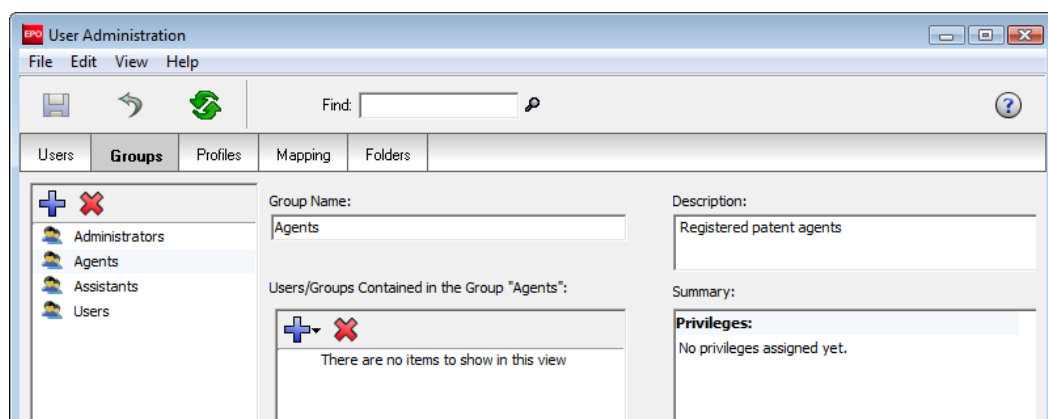 EPO User Administration
File Edit View Help
Find:
?
Users Groups Profiles Mapping Folders
Administrators
Agents
Assistants
Users
Group Name:
Agents
Users/Groups Contained in the Group "Agents":
There are no items to show in this view
Description:
Registered patent agents
Summary:
Privileges:
No privileges assigned yet.